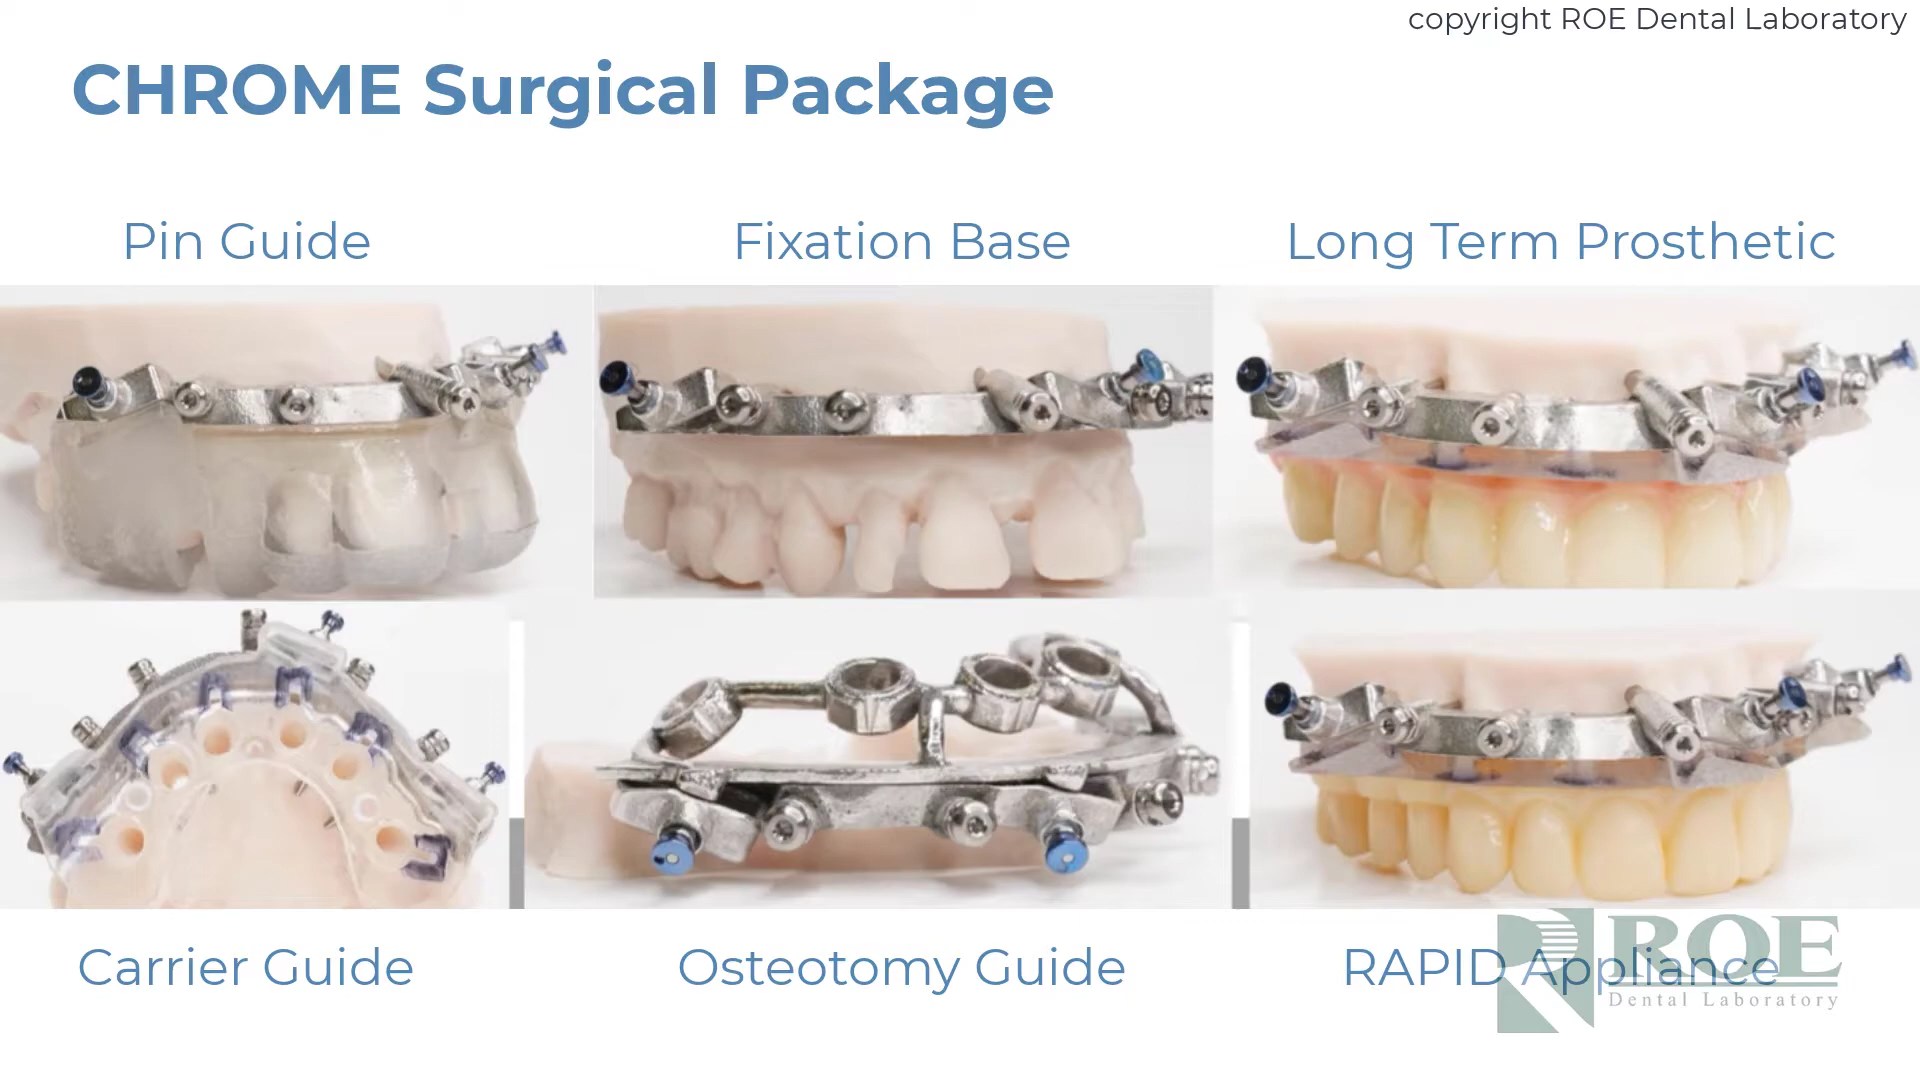 copyright ROE Dental Laboratory
CHROME Surgical Package
Pin Guide
Fixation Base
Long Term Prosthetic
Carrier Guide
Osteotomy Guide
RAPID Appliance
ROE
Dental Laboratory